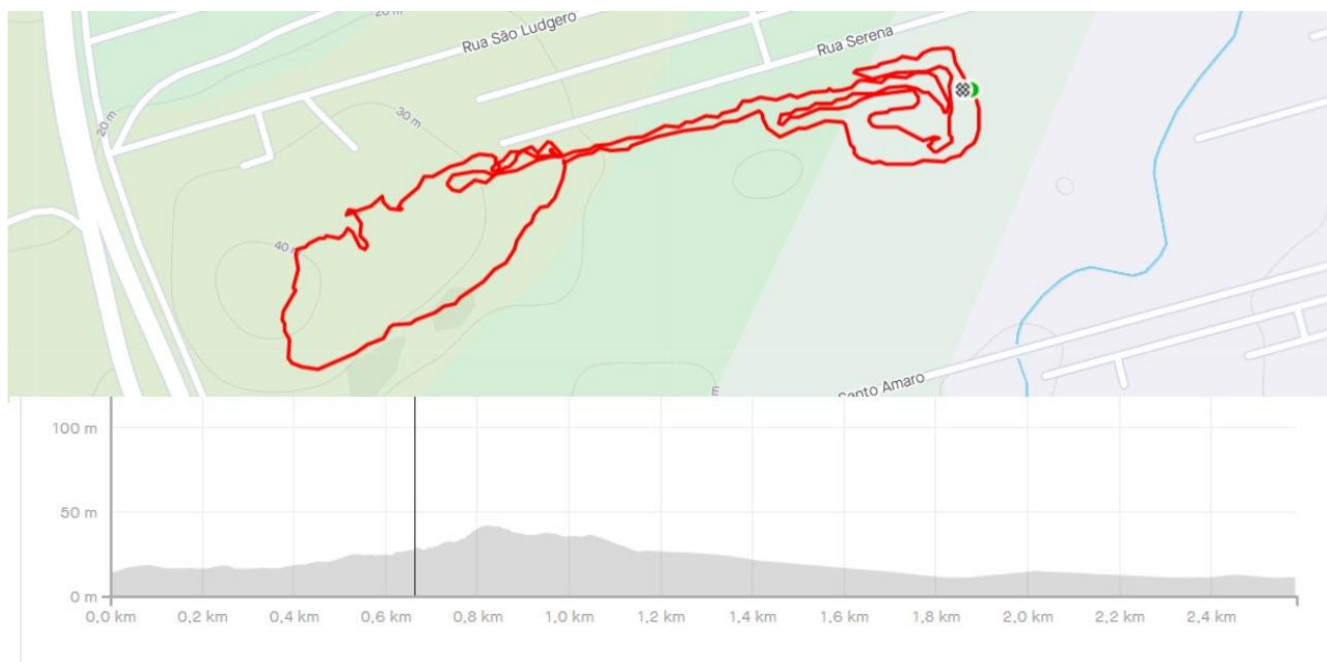 20 m
Rua São Ludgero
Rua Serena
20 m
30 m
40 m
E
Santo Amaro
100 m
50 m
0 m
0,0 km 0,2 km 0,4 km 0,6 km 0,8 km 1,0 km 1,2 km 1,4 km 1,6 km 1,8 km 2,0 km 2,2 km 2,4 km